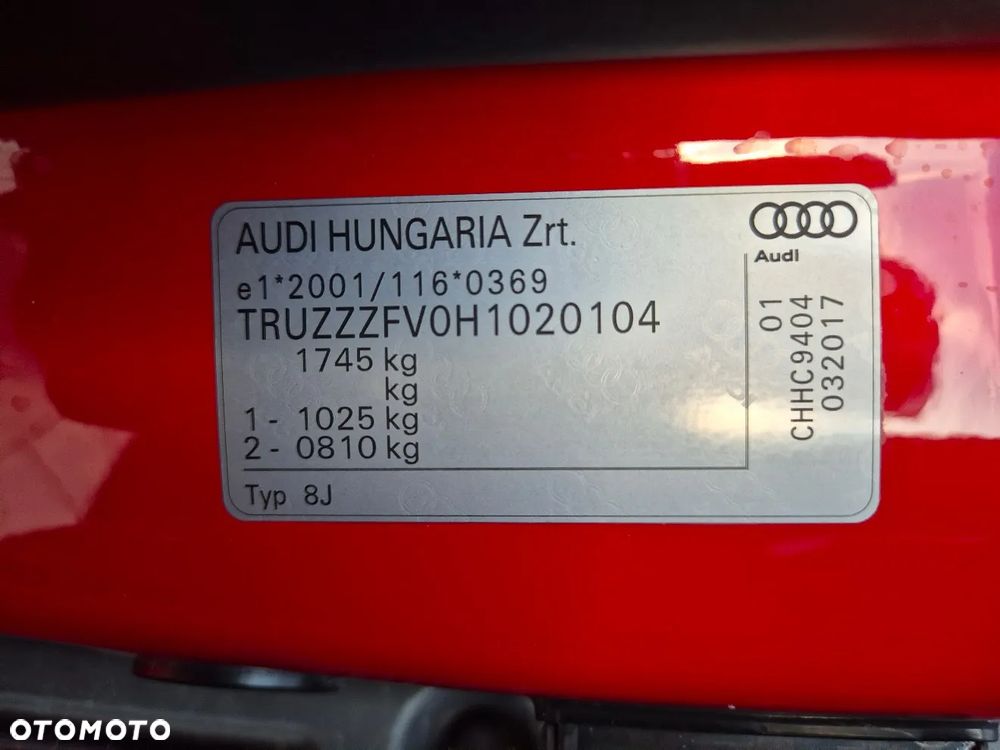 AUDI HUNGARIA Zrt.
Audi
e1*2001/116*0369
TRUZZZFV0H1020104
1745 kg
kg
1 - 1025 kg
2 - 0810 kg
Typ 8J
01
CHHC9404
032017
OTOMOTO